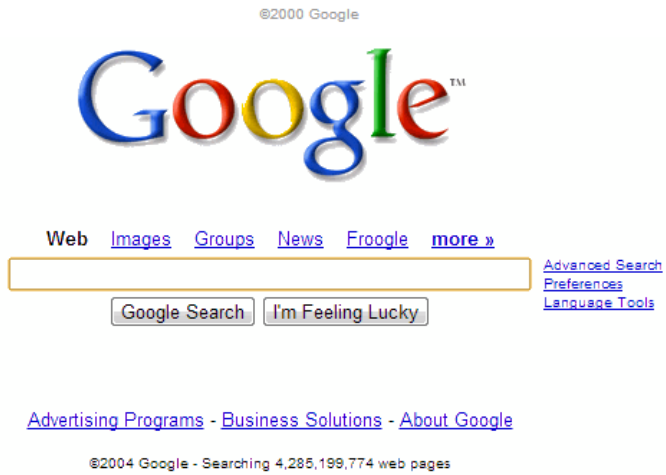 ©2000 Google
Google™
Web Images Groups News Froogle more »
Advanced Search
Preferences
Language Tools
Google Search I'm Feeling Lucky
Advertising Programs - Business Solutions - About Google
©2004 Google - Searching 4,285,199,774 web pages